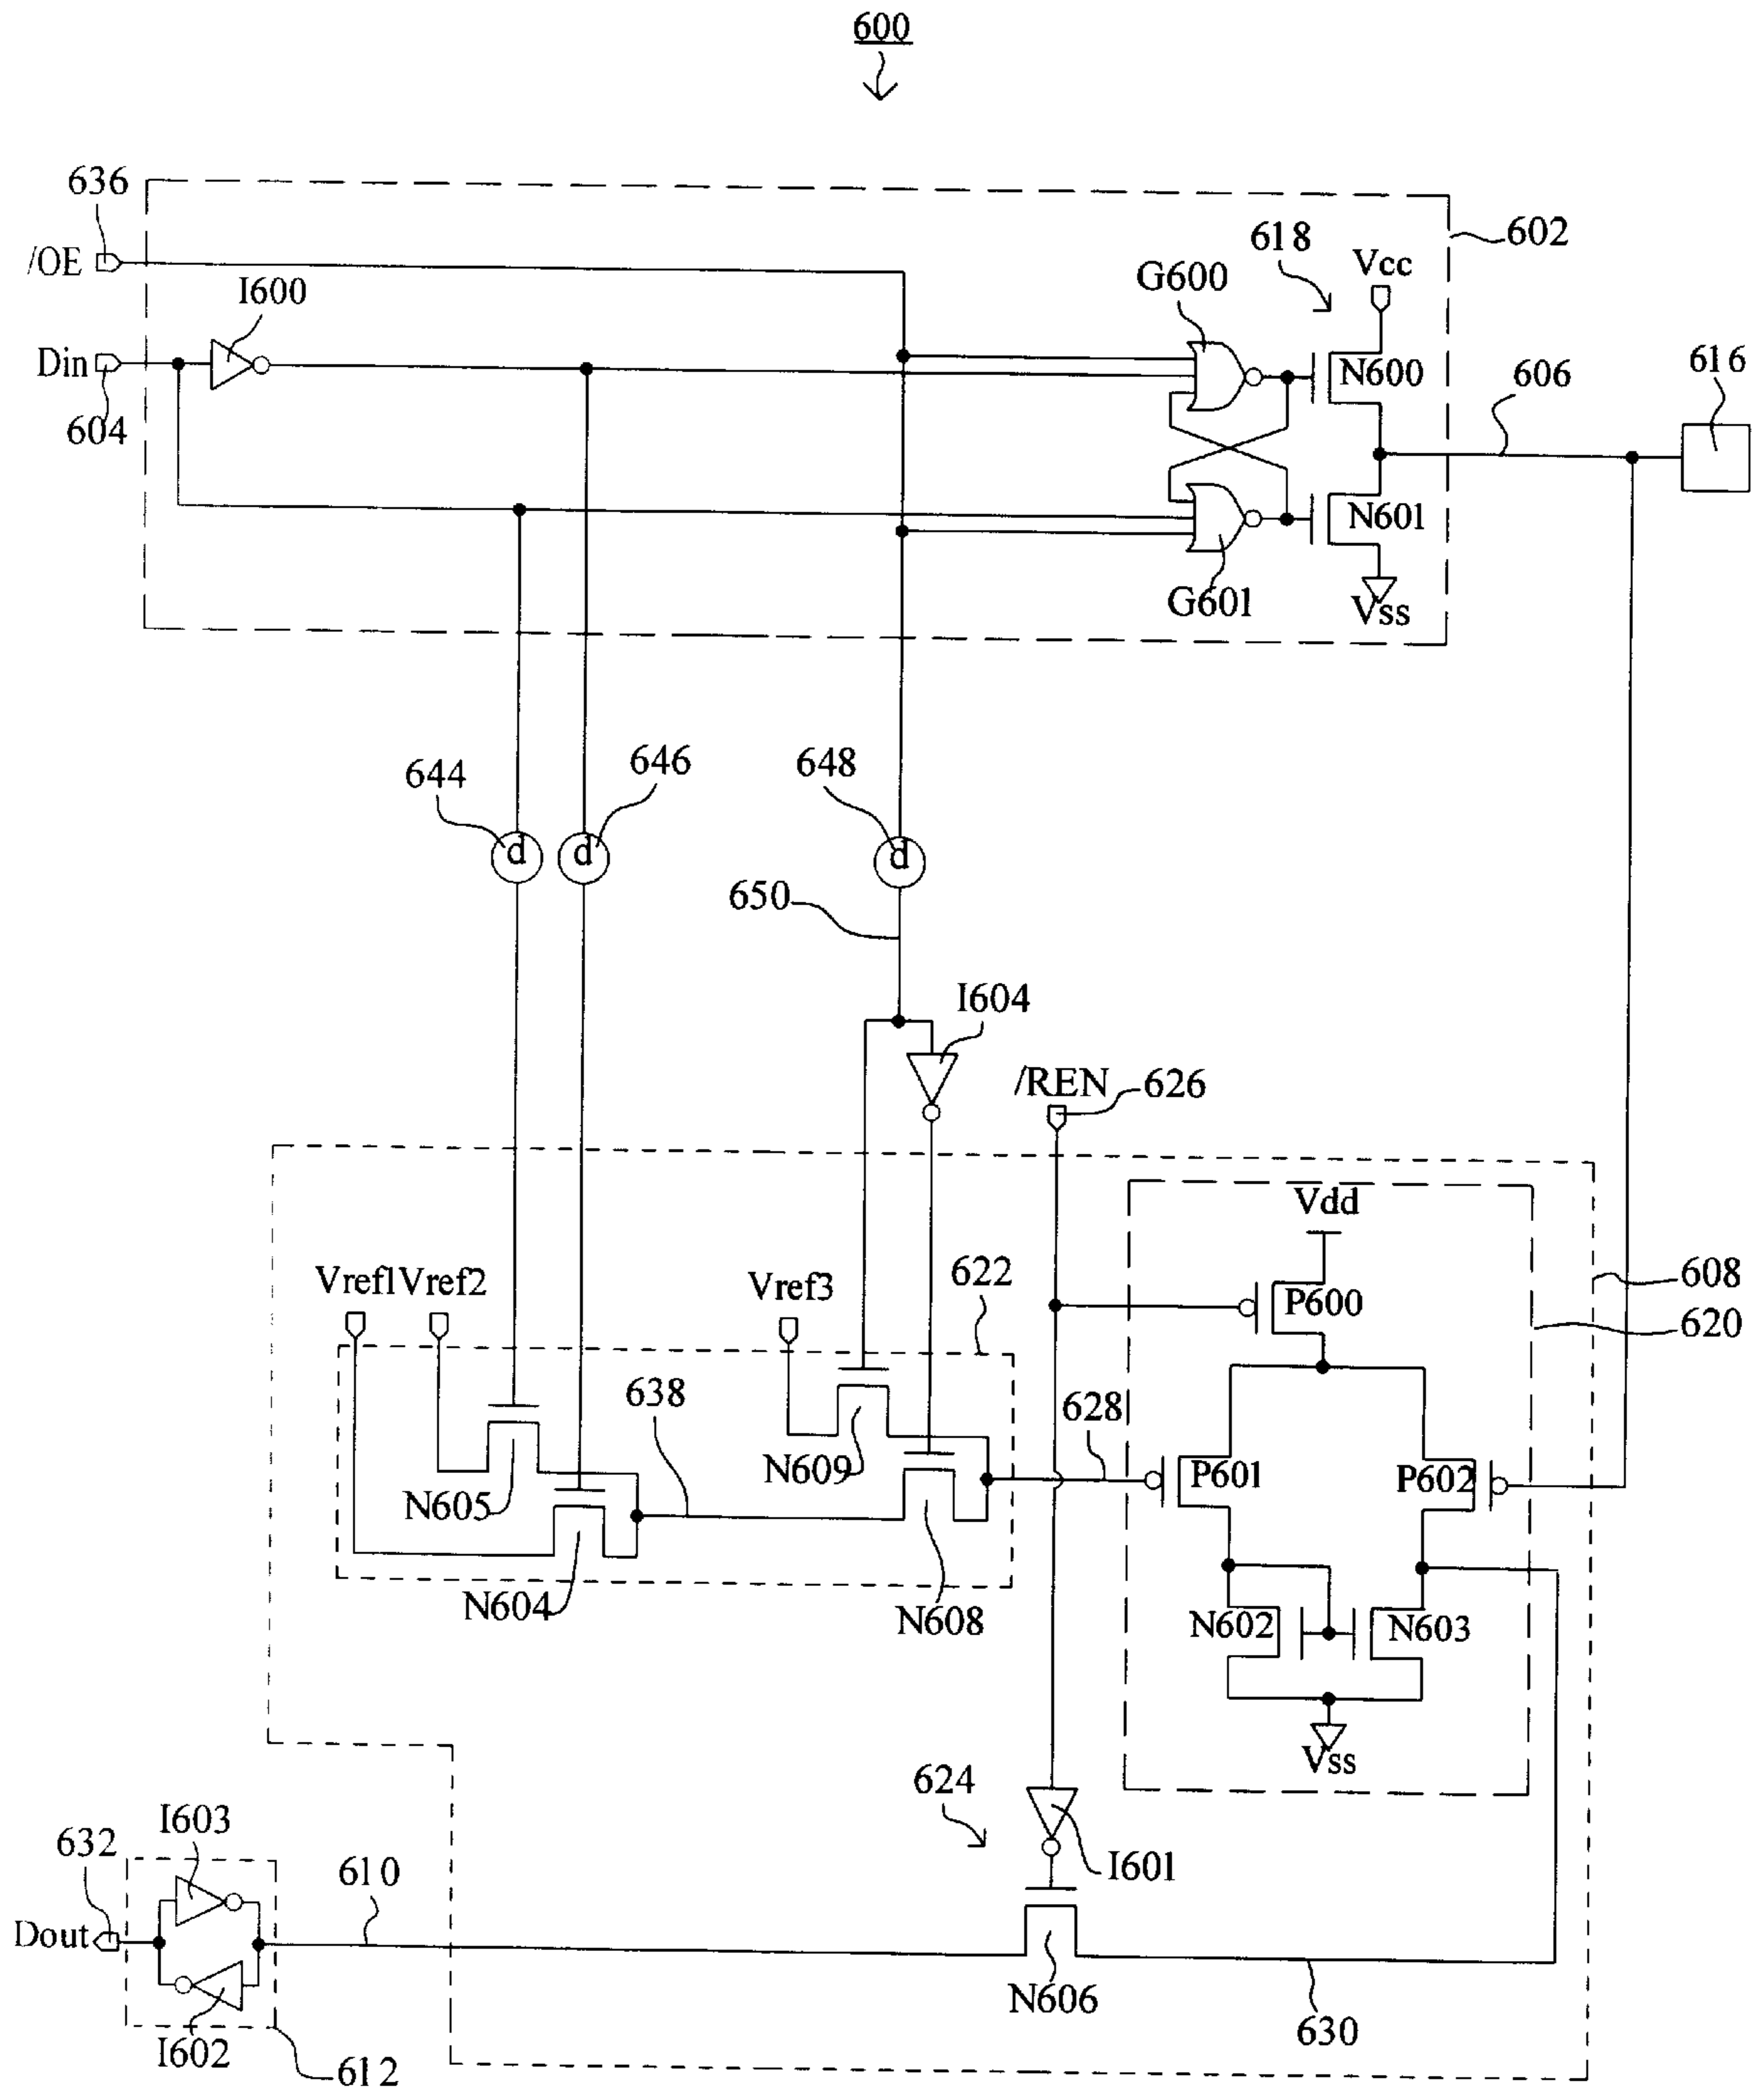 600
636
/OE
I600
Din
604
G600
618
Vcc
602
N600
606
616
N601
G601
Vss
644
646
648
d
d
d
650
I604
/REN
626
Vref1
Vref2
Vref3
622
Vdd
P600
608
620
638
628
N605
N609
P601
P602
N604
N608
N602
N603
Vss
624
I601
I603
632
610
Dout
N606
630
I602
612